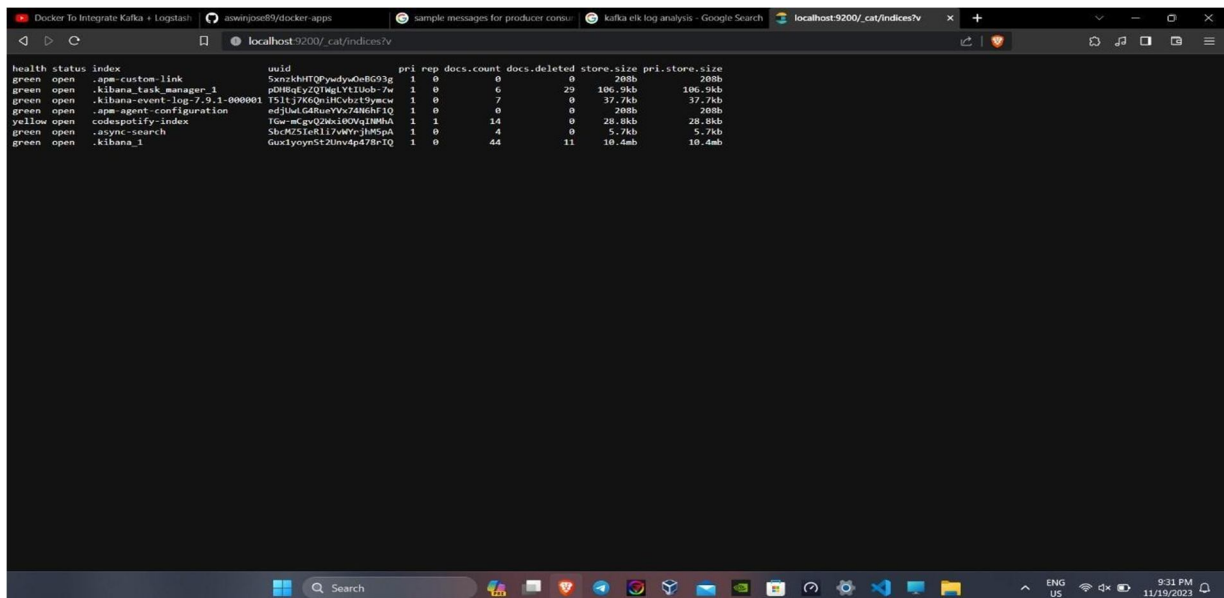 Docker To Integrate Kafka + Logstash
aswinjose89/docker-apps
sample messages for producer consur
kafka elk log analysis - Google Search
localhost:9200/_cat/indices?v
localhost:9200/_cat/indices?v
health status index uuid pri rep docs.count docs.deleted store.size pri.store.size
green open .apm-custom-link 5xnzkhHTQPywdywOeBG93g 1 0 0 0 208b 208b
green open .kibana_task_manager_1 pDHBqEyZQTWgLYtIUob-7w 1 0 6 29 106.9kb 106.9kb
green open .kibana-event-log-7.9.1-000001 T5ltj7K6QniHCvbzt9ymcw 1 0 7 0 37.7kb 37.7kb
green open .apm-agent-configuration edjUwLG4RueYVx74N6hF1Q 1 0 0 0 208b 208b
yellow open codespotify-index TGw-mCgvQ2Wxi0OVqINMhA 1 1 14 0 28.8kb 28.8kb
green open .async-search SbcMZ5IeRli7vWYrjhM5pA 1 0 4 0 5.7kb 5.7kb
green open .kibana_1 Gux1yoynSt2Unv4p478rIQ 1 0 44 11 10.4mb 10.4mb
Search
ENG
US
9:31 PM
11/19/2023